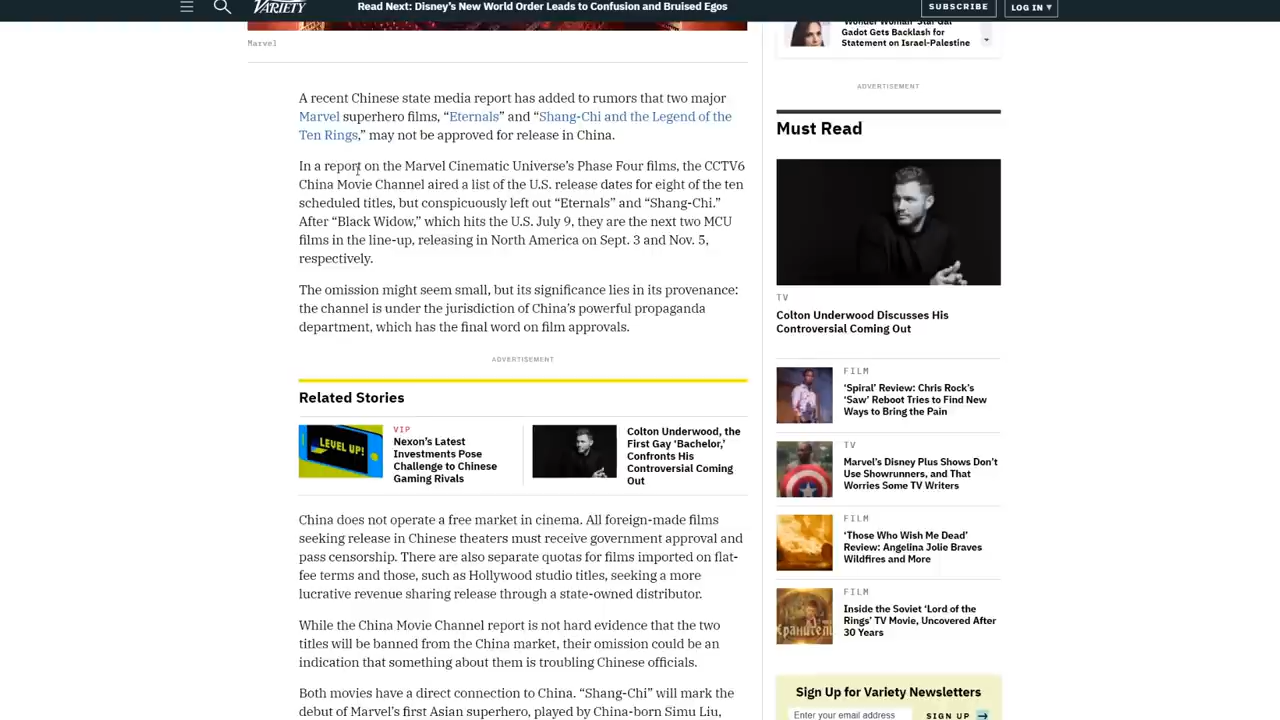 VARIETY
Read Next: Disney's New World Order Leads to Confusion and Bruised Egos
SUBSCRIBE
LOG IN ▾
Marvel
A recent Chinese state media report has added to rumors that two major
Marvel superhero films, “Eternals” and “Shang-Chi and the Legend of the
Ten Rings,” may not be approved for release in China.
In a report on the Marvel Cinematic Universe’s Phase Four films, the CCTV6
China Movie Channel aired a list of the U.S. release dates for eight of the ten
scheduled titles, but conspicuously left out “Eternals” and “Shang-Chi.”
After “Black Widow,” which hits the U.S. July 9, they are the next two MCU
films in the line-up, releasing in North America on Sept. 3 and Nov. 5,
respectively.
The omission might seem small, but its significance lies in its provenance:
the channel is under the jurisdiction of China’s powerful propaganda
department, which has the final word on film approvals.
ADVERTISEMENT
Related Stories
LEVEL UP!
VIP
Nexon’s Latest
Investments Pose
Challenge to Chinese
Gaming Rivals
Colton Underwood, the
First Gay ‘Bachelor,’
Confronts His
Controversial Coming
Out
China does not operate a free market in cinema. All foreign-made films
seeking release in Chinese theaters must receive government approval and
pass censorship. There are also separate quotas for films imported on flat-
fee terms and those, such as Hollywood studio titles, seeking a more
lucrative revenue sharing release through a state-owned distributor.
While the China Movie Channel report is not hard evidence that the two
titles will be banned from the China market, their omission could be an
indication that something about them is troubling Chinese officials.
Both movies have a direct connection to China. “Shang-Chi” will mark the
debut of Marvel’s first Asian superhero, played by China-born Simu Liu,
‘Wonder Woman’ Star Gal
Gadot Gets Backlash for
Statement on Israel-Palestine
ADVERTISEMENT
Must Read
TV
Colton Underwood Discusses His
Controversial Coming Out
FILM
‘Spiral’ Review: Chris Rock’s
‘Saw’ Reboot Tries to Find New
Ways to Bring the Pain
TV
Marvel’s Disney Plus Shows Don’t
Use Showrunners, and That
Worries Some TV Writers
FILM
‘Those Who Wish Me Dead’
Review: Angelina Jolie Braves
Wildfires and More
FILM
Inside the Soviet ‘Lord of the
Rings’ TV Movie, Uncovered After
30 Years
Хранители
Sign Up for Variety Newsletters
Enter your email address
SIGN UP →